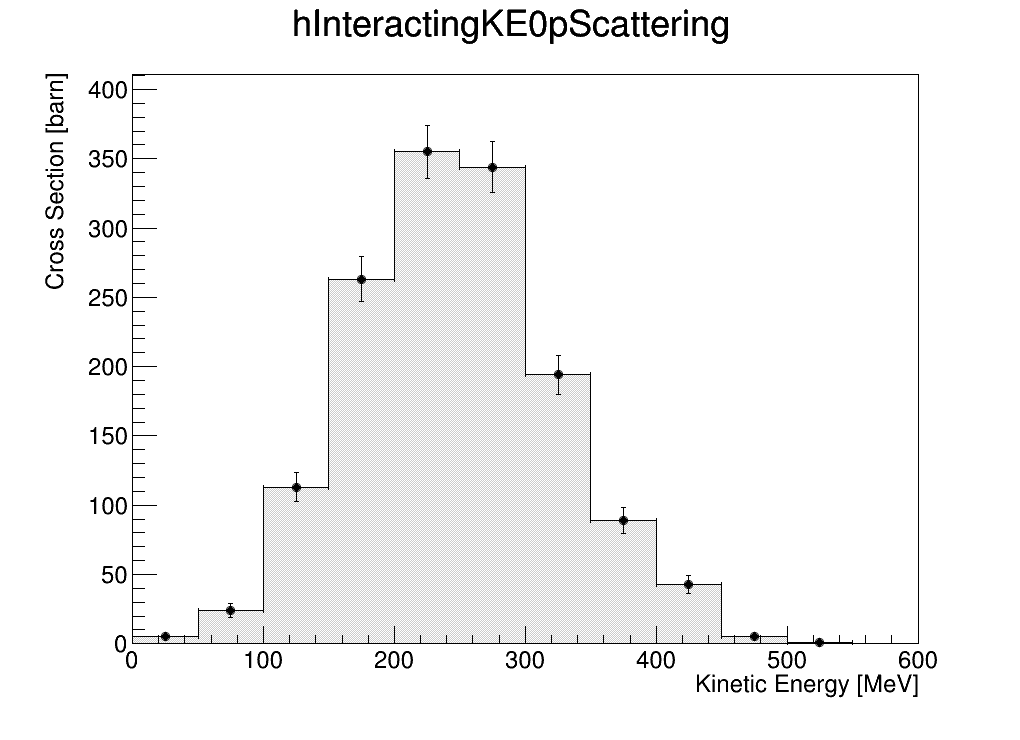 hInteractingKE0pScattering
Cross Section [barn]
400
350
300
250
200
150
100
50
0
0 100 200 300 400 500 600
Kinetic Energy [MeV]